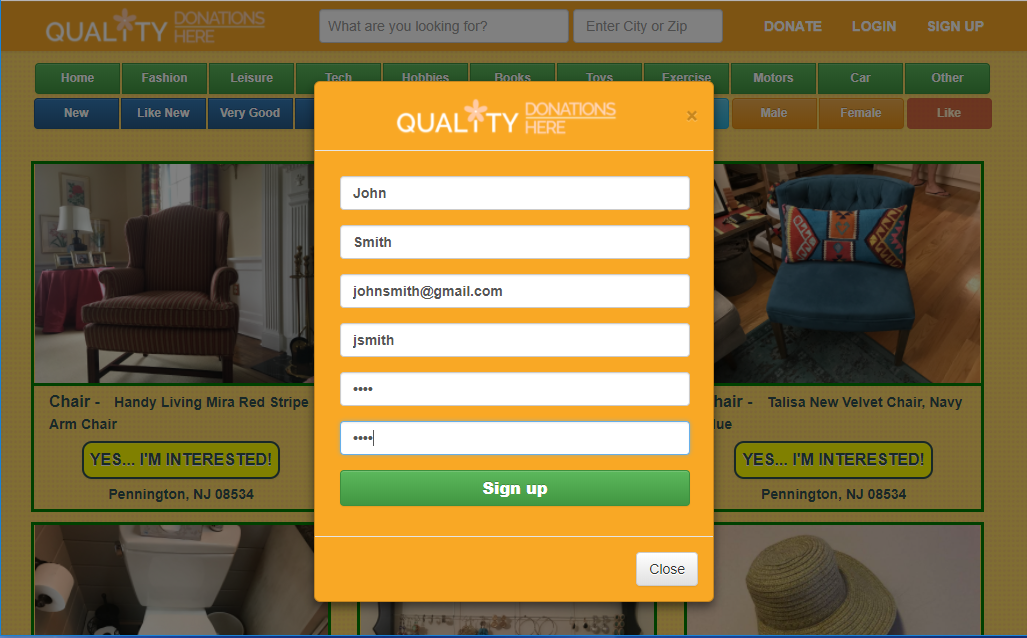 QUALITY DONATIONS HERE
What are you looking for?
Enter City or Zip
DONATE
LOGIN
SIGN UP
Home
Fashion
Leisure
Tech
Hobbies
Books
Toys
Exercise
Motors
Car
Other
New
Like New
Very Good
Male
Female
Like
QUALITY DONATIONS HERE
×
John
Smith
johnsmith@gmail.com
jsmith
••••
••••
Sign up
Close
Chair - Handy Living Mira Red Stripe
Arm Chair
YES... I'M INTERESTED!
Pennington, NJ 08534
hair - Talisa New Velvet Chair, Navy
lue
YES... I'M INTERESTED!
Pennington, NJ 08534